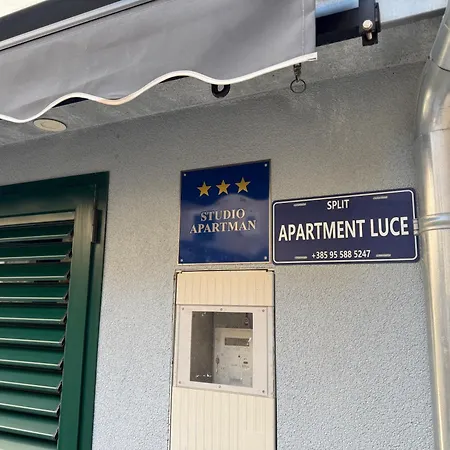 STUDIO
APARTMAN
SPLIT
APARTMENT LUCE
+385 95 588 5247